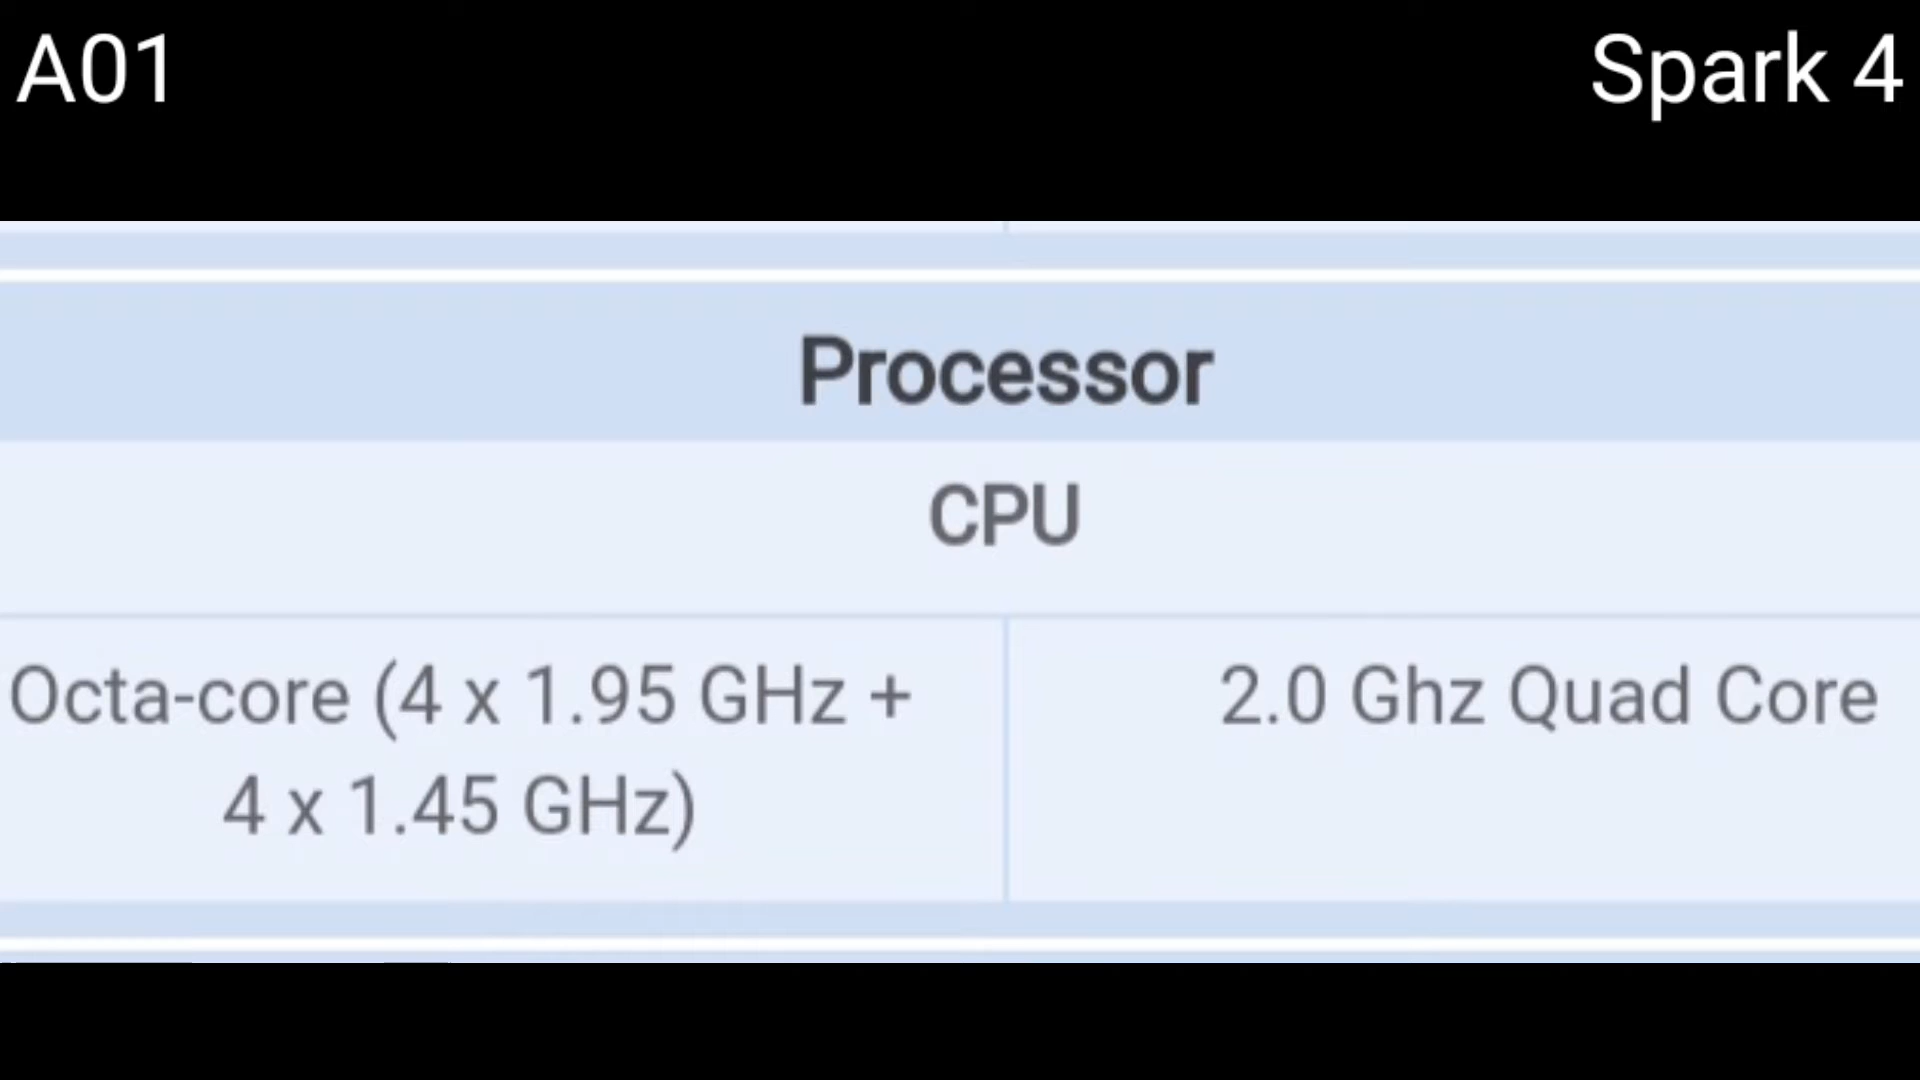 A01
Spark 4
Processor
CPU
Octa-core (4 x 1.95 GHz +
4 x 1.45 GHz)
2.0 Ghz Quad Core